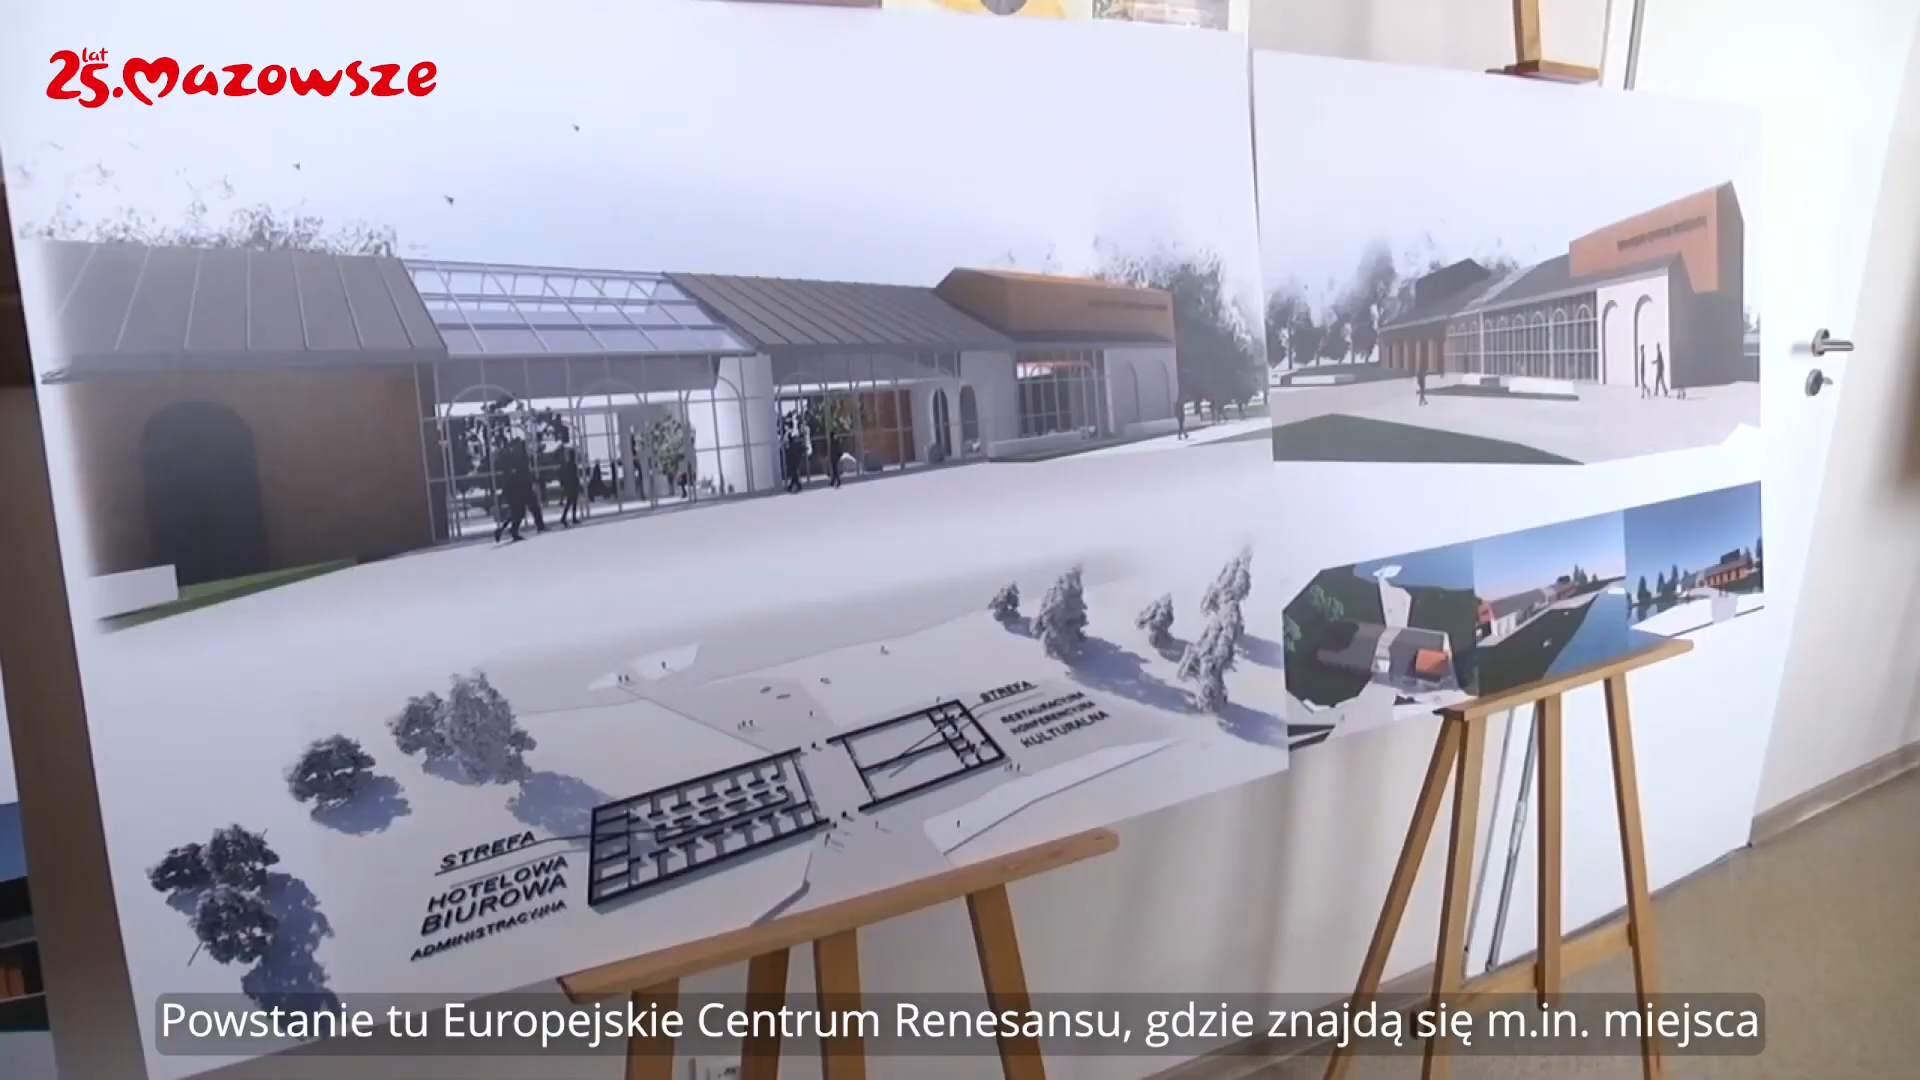 25 lat. Mazowsze
STREFA
RESTAURACYJNA
KONFERENCYJNA
KULTURALNA
STREFA
HOTELOWA
BIUROWA
ADMINISTRACYJNA
Powstanie tu Europejskie Centrum Renesansu, gdzie znajdą się m.in. miejsca